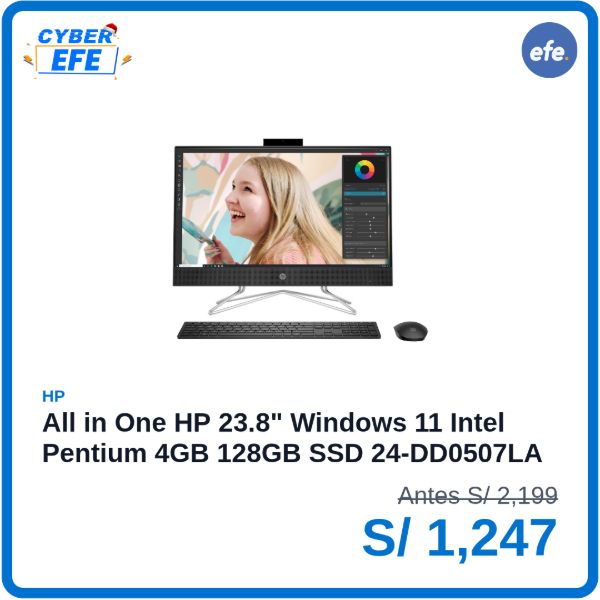 CYBER
EFE
efe.
HP
All in One HP 23.8" Windows 11 Intel
Pentium 4GB 128GB SSD 24-DD0507LA
Antes S/ 2,199
S/ 1,247